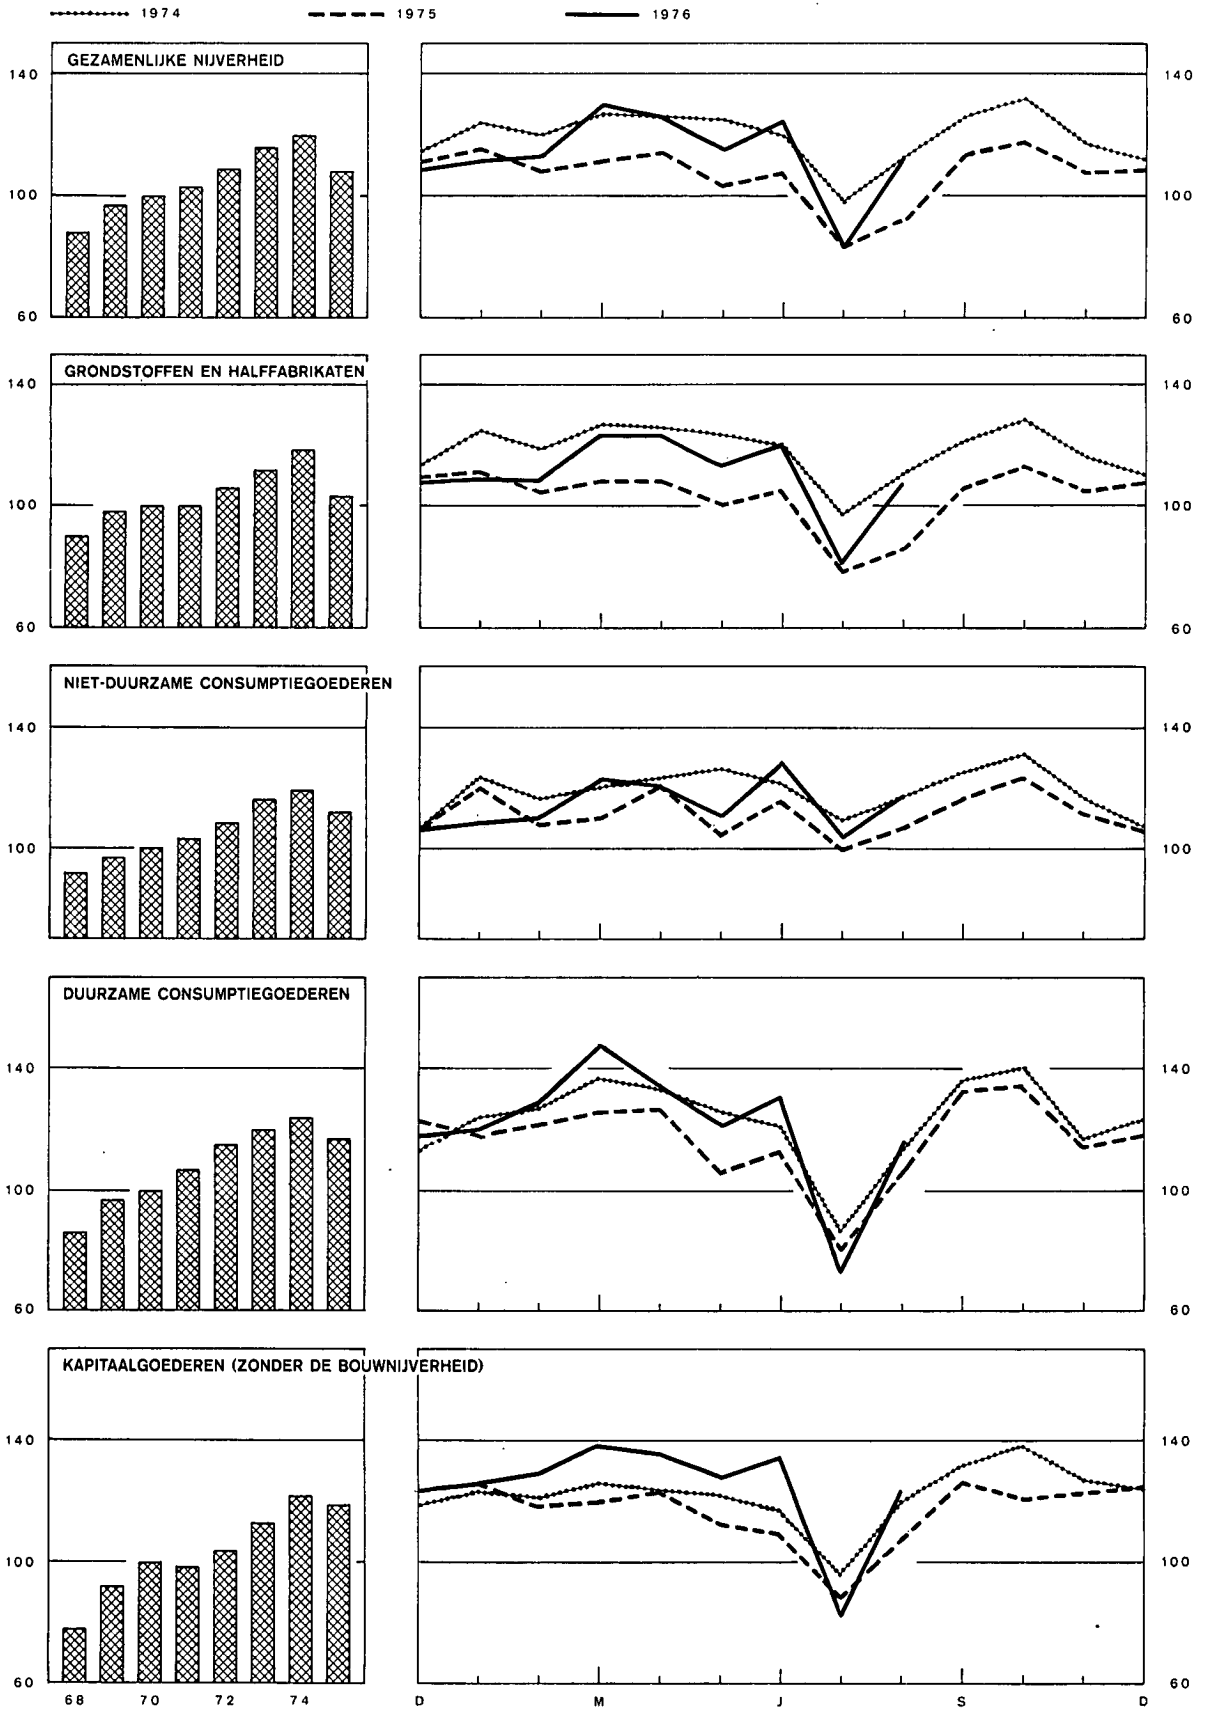 1974 1975 1976
GEZAMENLIJKE NIJVERHEID
140 140
100 100
60 60
GRONDSTOFFEN EN HALFFABRIKATEN
140 140
100 100
60 60
NIET-DUURZAME CONSUMPTIEGOEDEREN
140 140
100 100
DUURZAME CONSUMPTIEGOEDEREN
140 140
100 100
60 60
KAPITAALGOEDEREN (ZONDER DE BOUWNIJVERHEID)
140 140
100 100
60 60
68 70 72 74 D M J S D